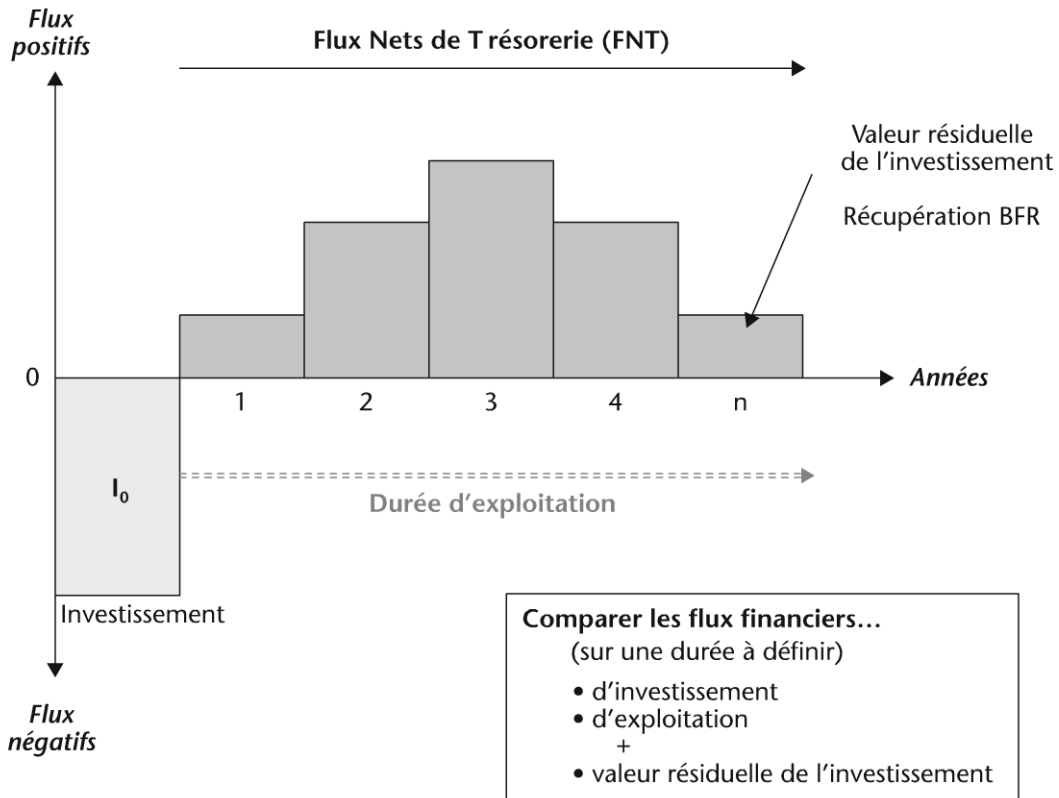 Flux
positifs
Flux Nets de T résorerie (FNT)
Valeur résiduelle
de l’investissement
Récupération BFR
0
Années
1 2 3 4 n
I₀
Durée d’exploitation
Investissement
Flux
négatifs
Comparer les flux financiers…
(sur une durée à définir)
• d’investissement
• d’exploitation
+
• valeur résiduelle de l’investissement